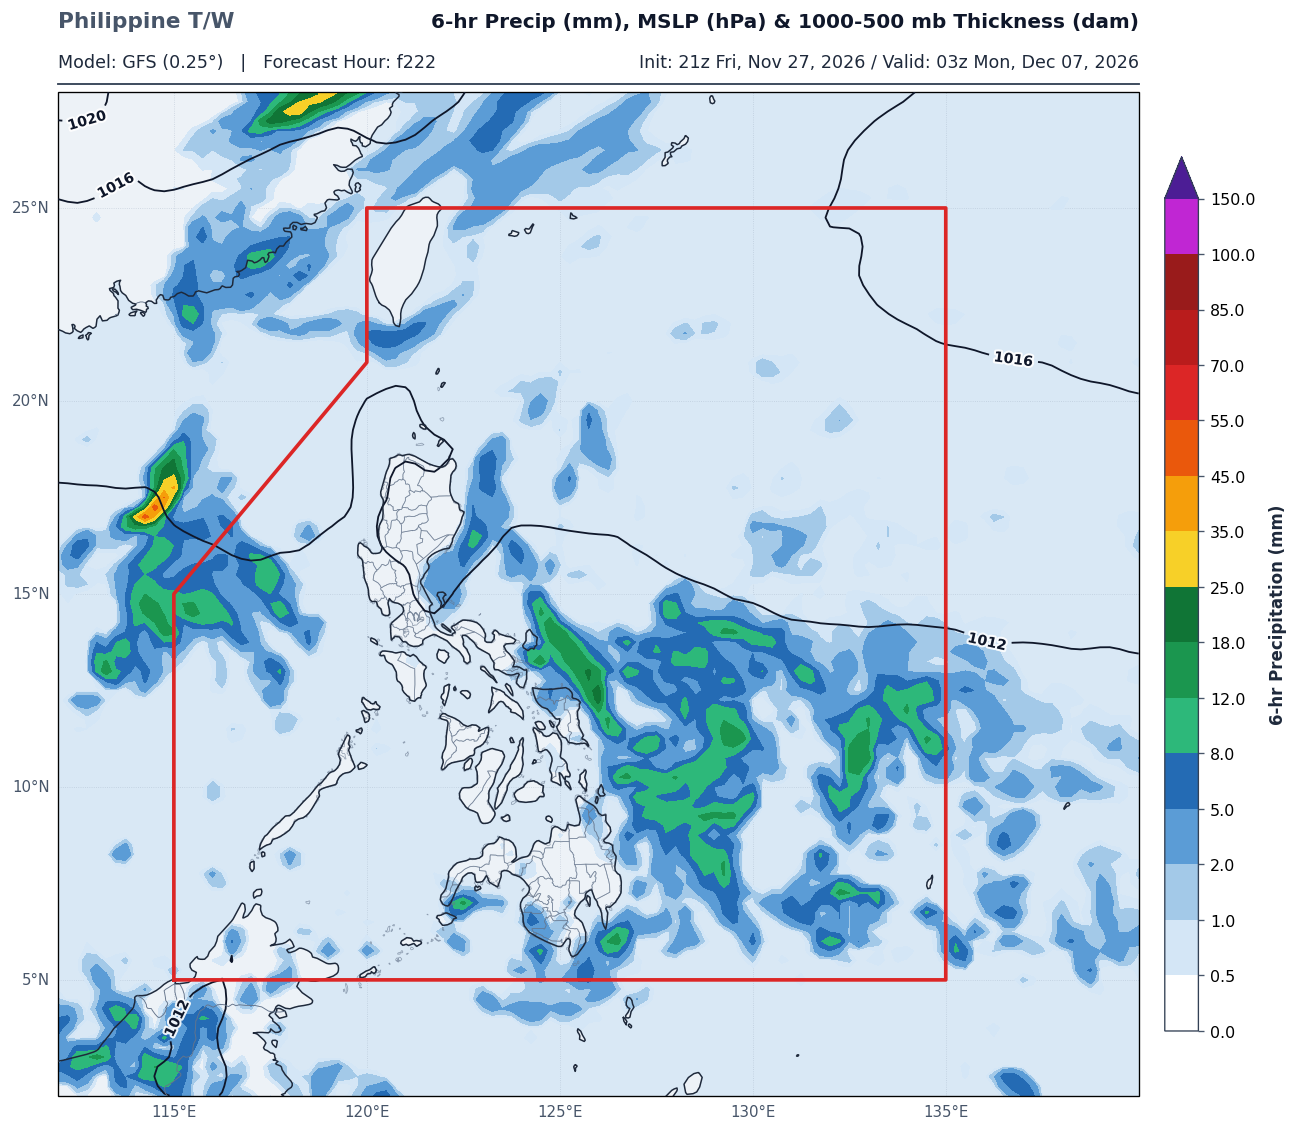 Philippine T/W
6-hr Precip (mm), MSLP (hPa) & 1000-500 mb Thickness (dam)
Model: GFS (0.25°) | Forecast Hour: f222
Init: 21z Fri, Nov 27, 2026 / Valid: 03z Mon, Dec 07, 2026
1020
1016
1016
1012
1012
25°N
20°N
15°N
10°N
5°N
115°E
120°E
125°E
130°E
135°E
150.0
100.0
85.0
70.0
55.0
45.0
35.0
25.0
18.0
12.0
8.0
5.0
2.0
1.0
0.5
0.0
6-hr Precipitation (mm)